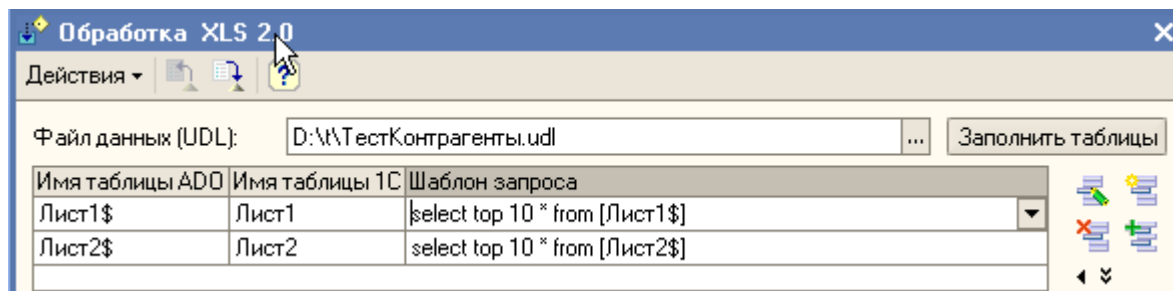 Обработка XLS 2.0
Действия
Файл данных (UDL): D:\t\ТестКонтрагенты.udl ... Заполнить таблицы
Имя таблицы ADO Имя таблицы 1С Шаблон запроса
Лист1$ Лист1 select top 10 * from [Лист1$]
Лист2$ Лист2 select top 10 * from [Лист2$]